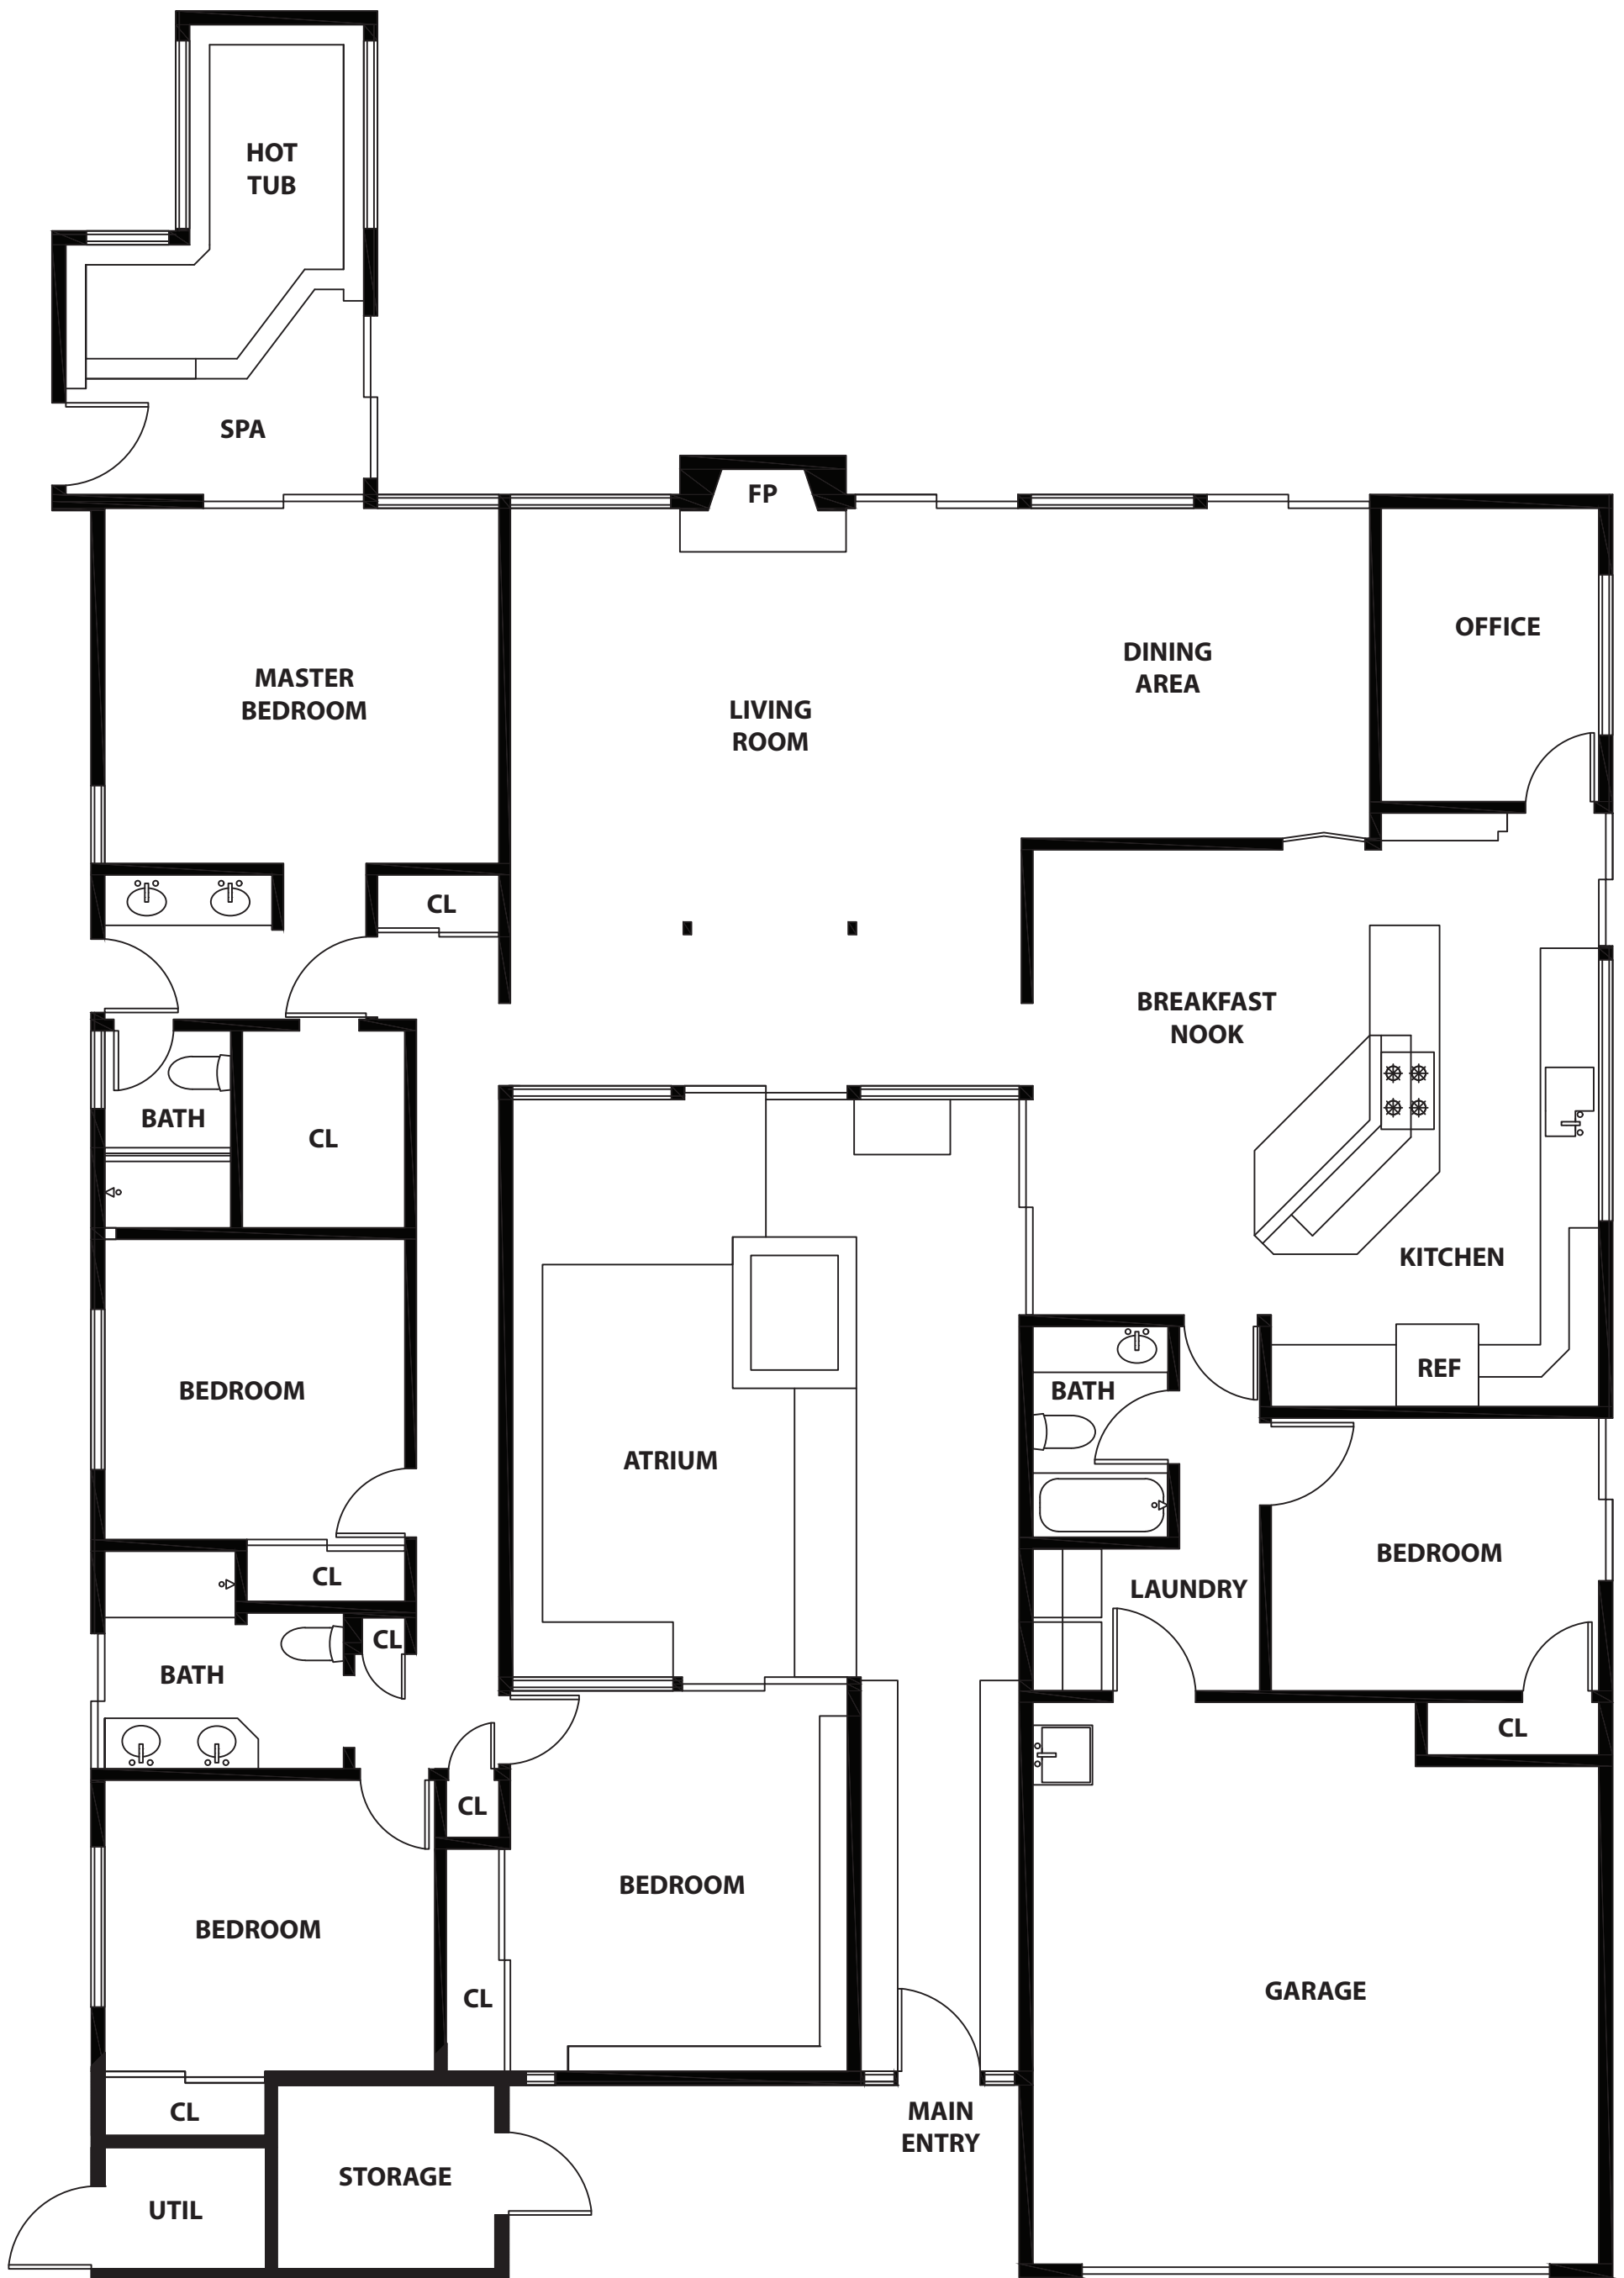 HOT
TUB
SPA
FP
OFFICE
DINING
AREA
MASTER
BEDROOM
LIVING
ROOM
CL
BREAKFAST
NOOK
BATH
CL
KITCHEN
REF
BEDROOM
BATH
ATRIUM
BEDROOM
CL
LAUNDRY
CL
BATH
CL
CL
BEDROOM
BEDROOM
CL
GARAGE
CL
MAIN
ENTRY
STORAGE
UTIL